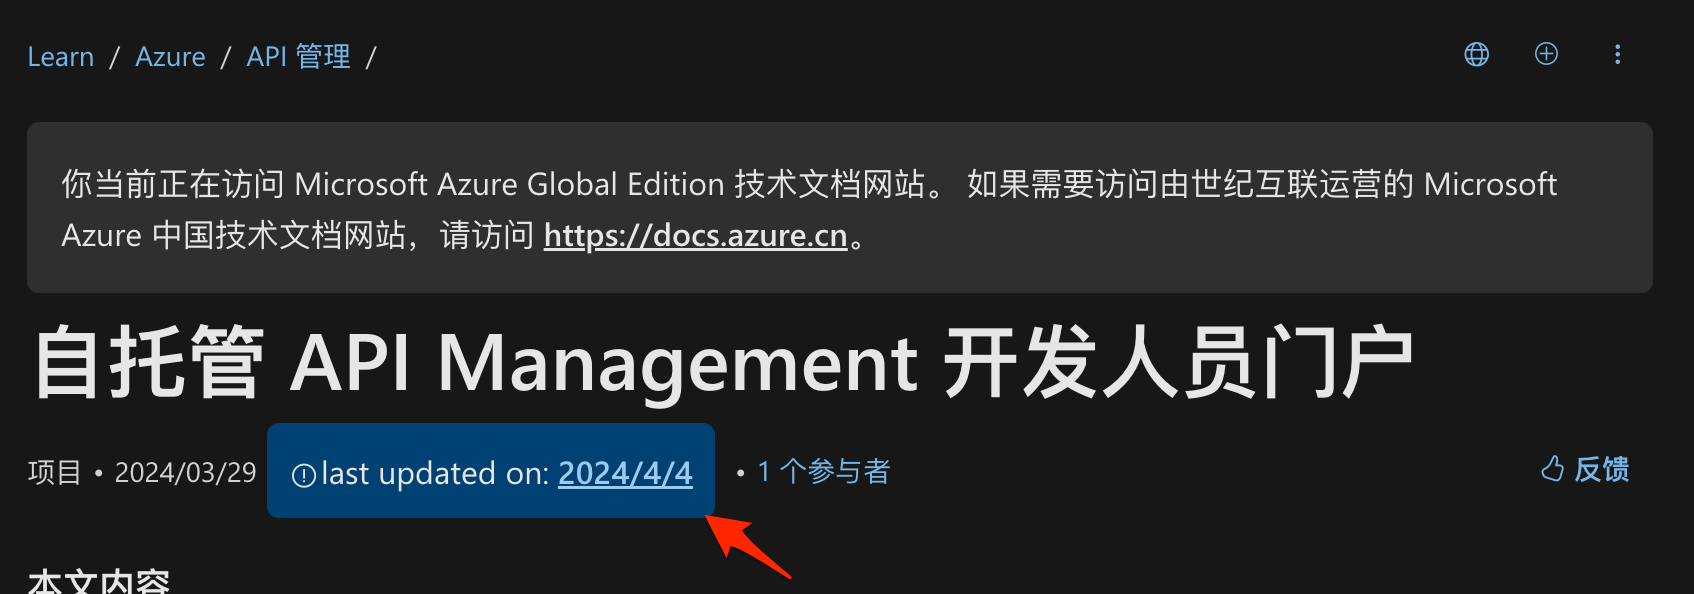 Learn / Azure / API 管理 /
你当前正在访问 Microsoft Azure Global Edition 技术文档网站。 如果需要访问由世纪互联运营的 Microsoft
Azure 中国技术文档网站，请访问 https://docs.azure.cn。
自托管 API Management 开发人员门户
项目 • 2024/03/29 last updated on: 2024/4/4 • 1 个参与者 反馈
本文内容